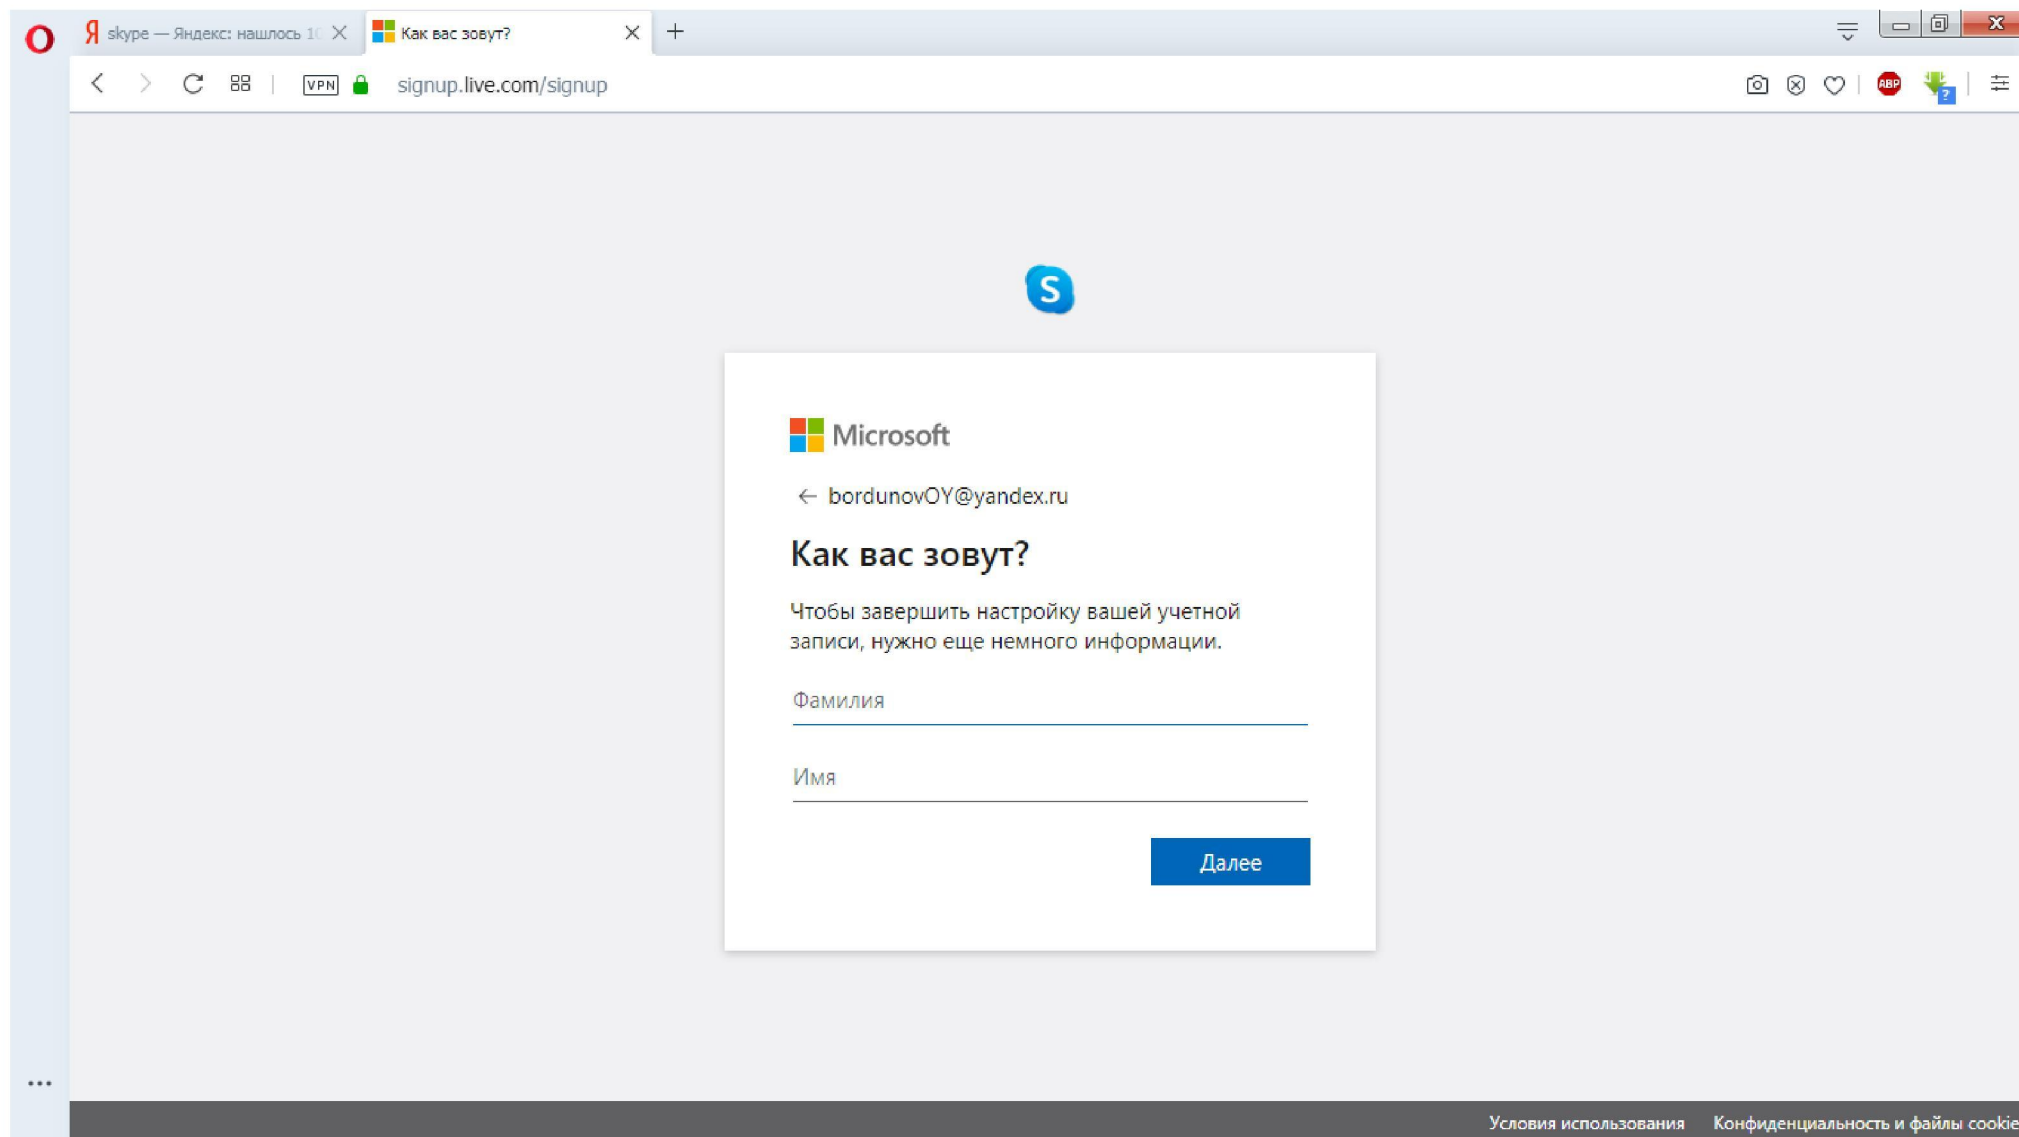 skype — Яндекс: нашлось
Как вас зовут?
VPN
signup.live.com/signup
ABP
S
Microsoft
← bordunovOY@yandex.ru
Как вас зовут?
Чтобы завершить настройку вашей учетной
записи, нужно еще немного информации.
Фамилия
Имя
Далее
Условия использования Конфиденциальность и файлы cookie